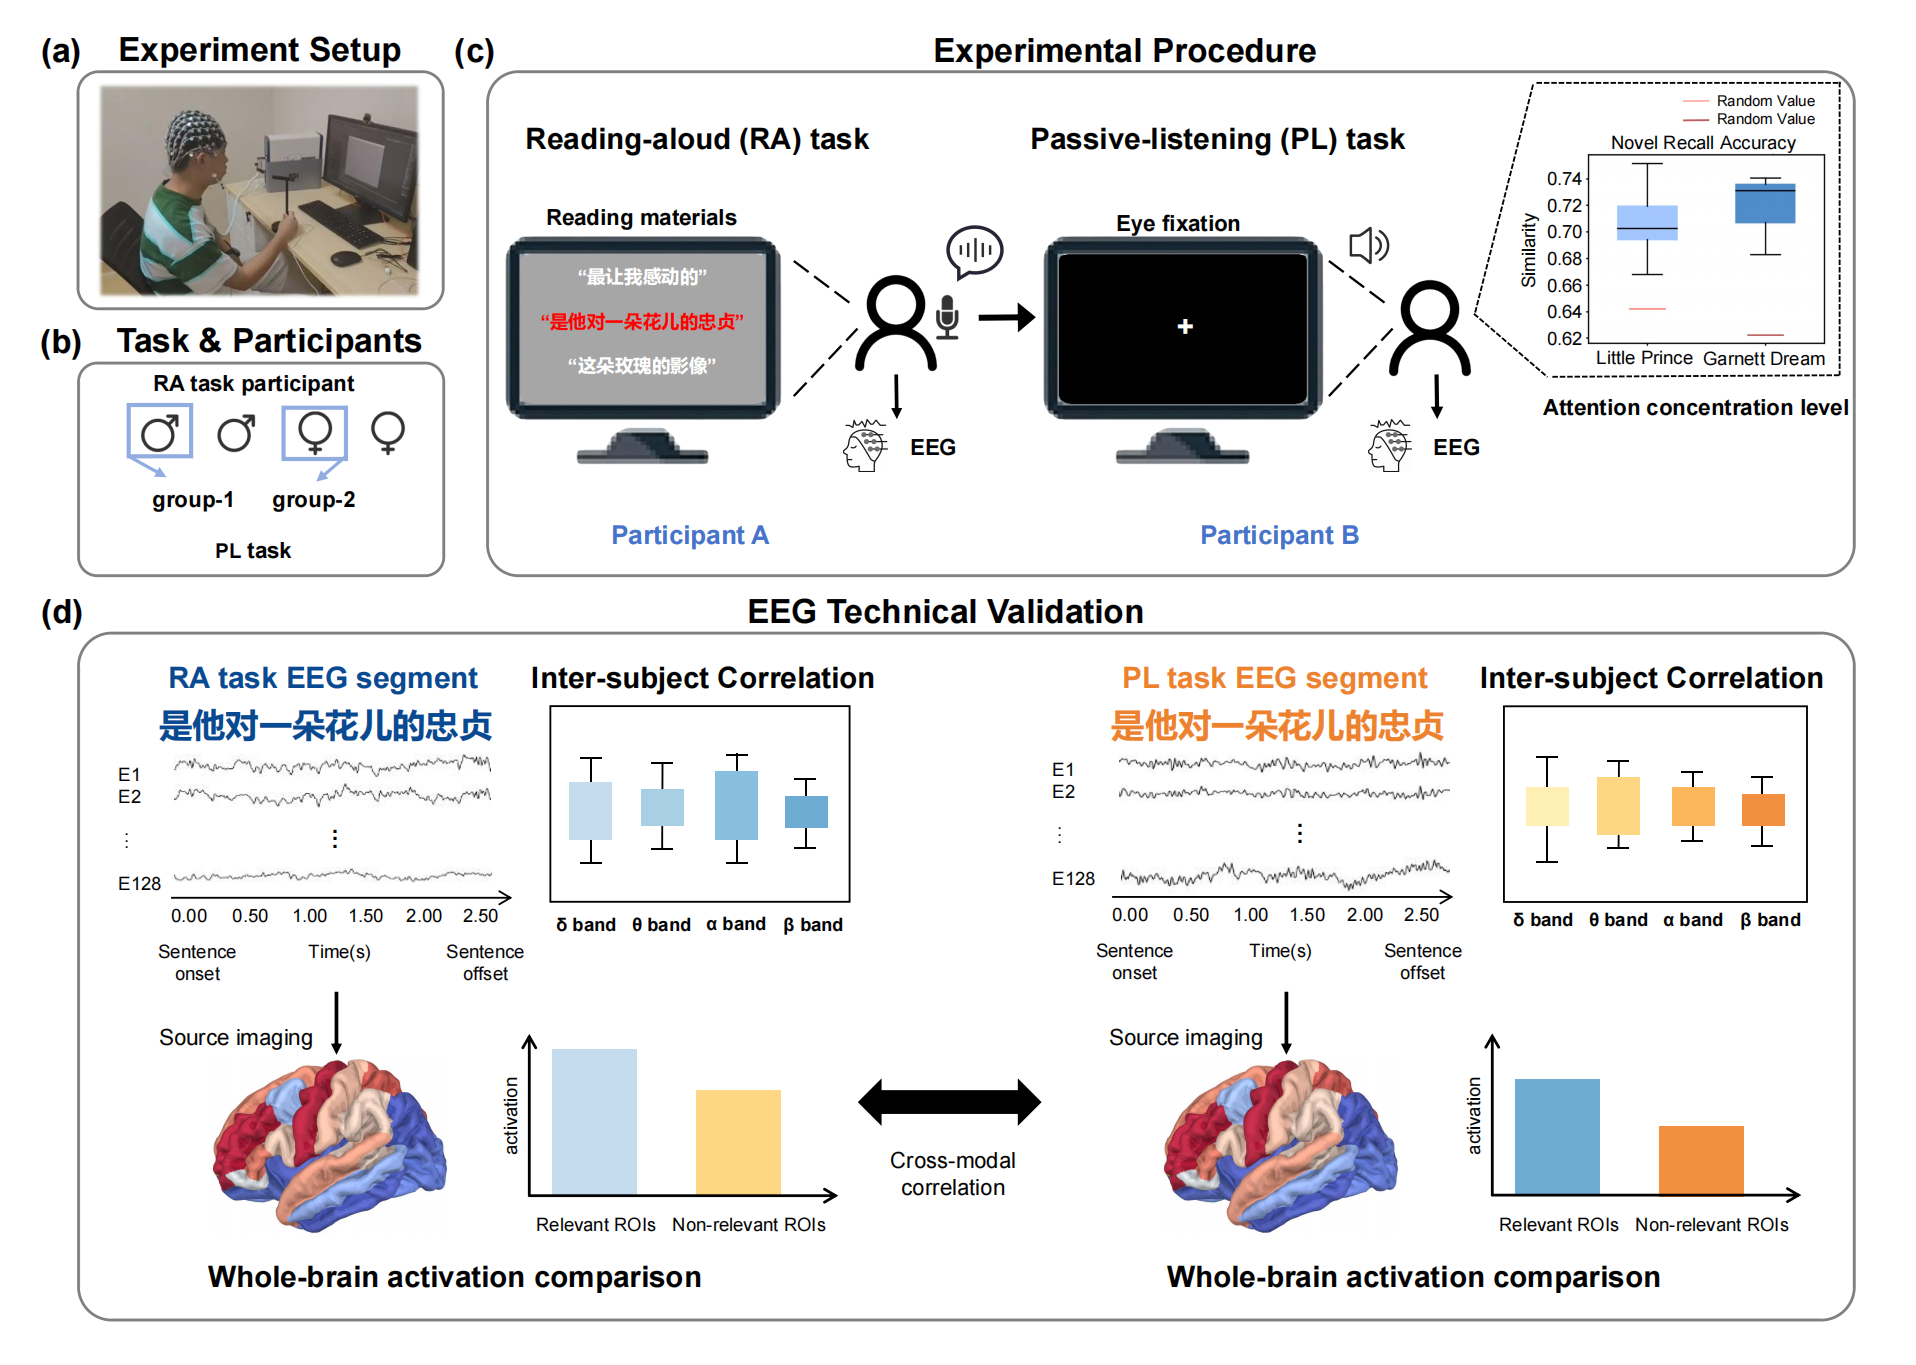 (a) Experiment Setup
(b) Task & Participants
RA task participant
group-1 group-2
PL task
(c) Experimental Procedure
Reading-aloud (RA) task
Reading materials
“最让我感动的”
“是他对一朵花儿的忠贞”
“这朵玫瑰的影像”
EEG
Participant A
Passive-listening (PL) task
Eye fixation
EEG
Participant B
Random Value
Random Value
Novel Recall Accuracy
Similarity
0.74
0.72
0.70
0.68
0.66
0.64
0.62
Little Prince Garnett Dream
Attention concentration level
(d) EEG Technical Validation
RA task EEG segment
是他对一朵花儿的忠贞
E1
E2
⋮ ⋮
E128
0.00 0.50 1.00 1.50 2.00 2.50
Sentence onset Time(s) Sentence offset
Inter-subject Correlation
δ band θ band α band β band
Source imaging
activation
Relevant ROIs Non-relevant ROIs
Whole-brain activation comparison
Cross-modal
correlation
PL task EEG segment
是他对一朵花儿的忠贞
E1
E2
⋮ ⋮
E128
0.00 0.50 1.00 1.50 2.00 2.50
Sentence onset Time(s) Sentence offset
Inter-subject Correlation
δ band θ band α band β band
Source imaging
activation
Relevant ROIs Non-relevant ROIs
Whole-brain activation comparison